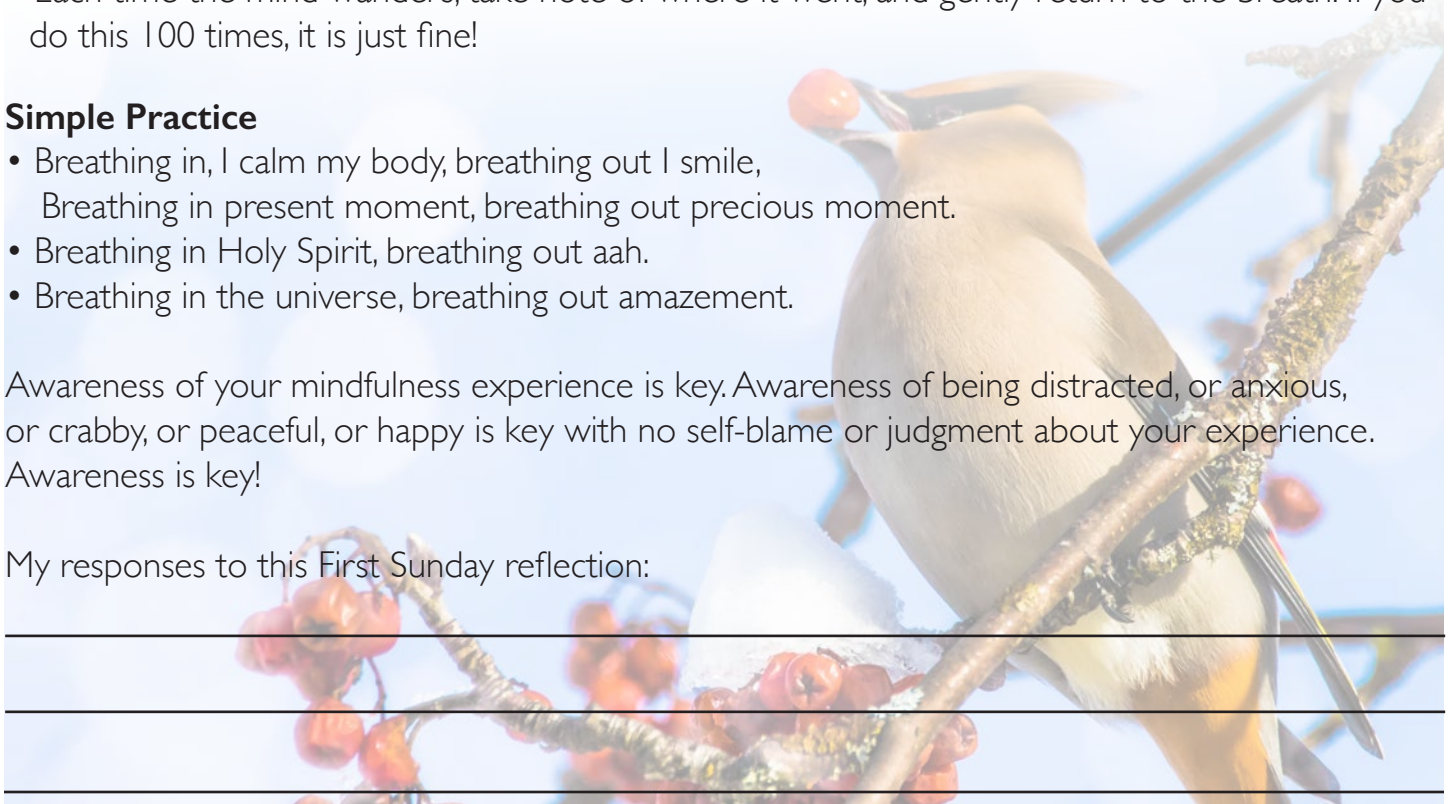 do this 100 times, it is just fine!
Simple Practice
• Breathing in, I calm my body, breathing out I smile,
Breathing in present moment, breathing out precious moment.
• Breathing in Holy Spirit, breathing out aah.
• Breathing in the universe, breathing out amazement.
Awareness of your mindfulness experience is key. Awareness of being distracted, or anxious,
or crabby, or peaceful, or happy is key with no self-blame or judgment about your experience.
Awareness is key!
My responses to this First Sunday reflection: